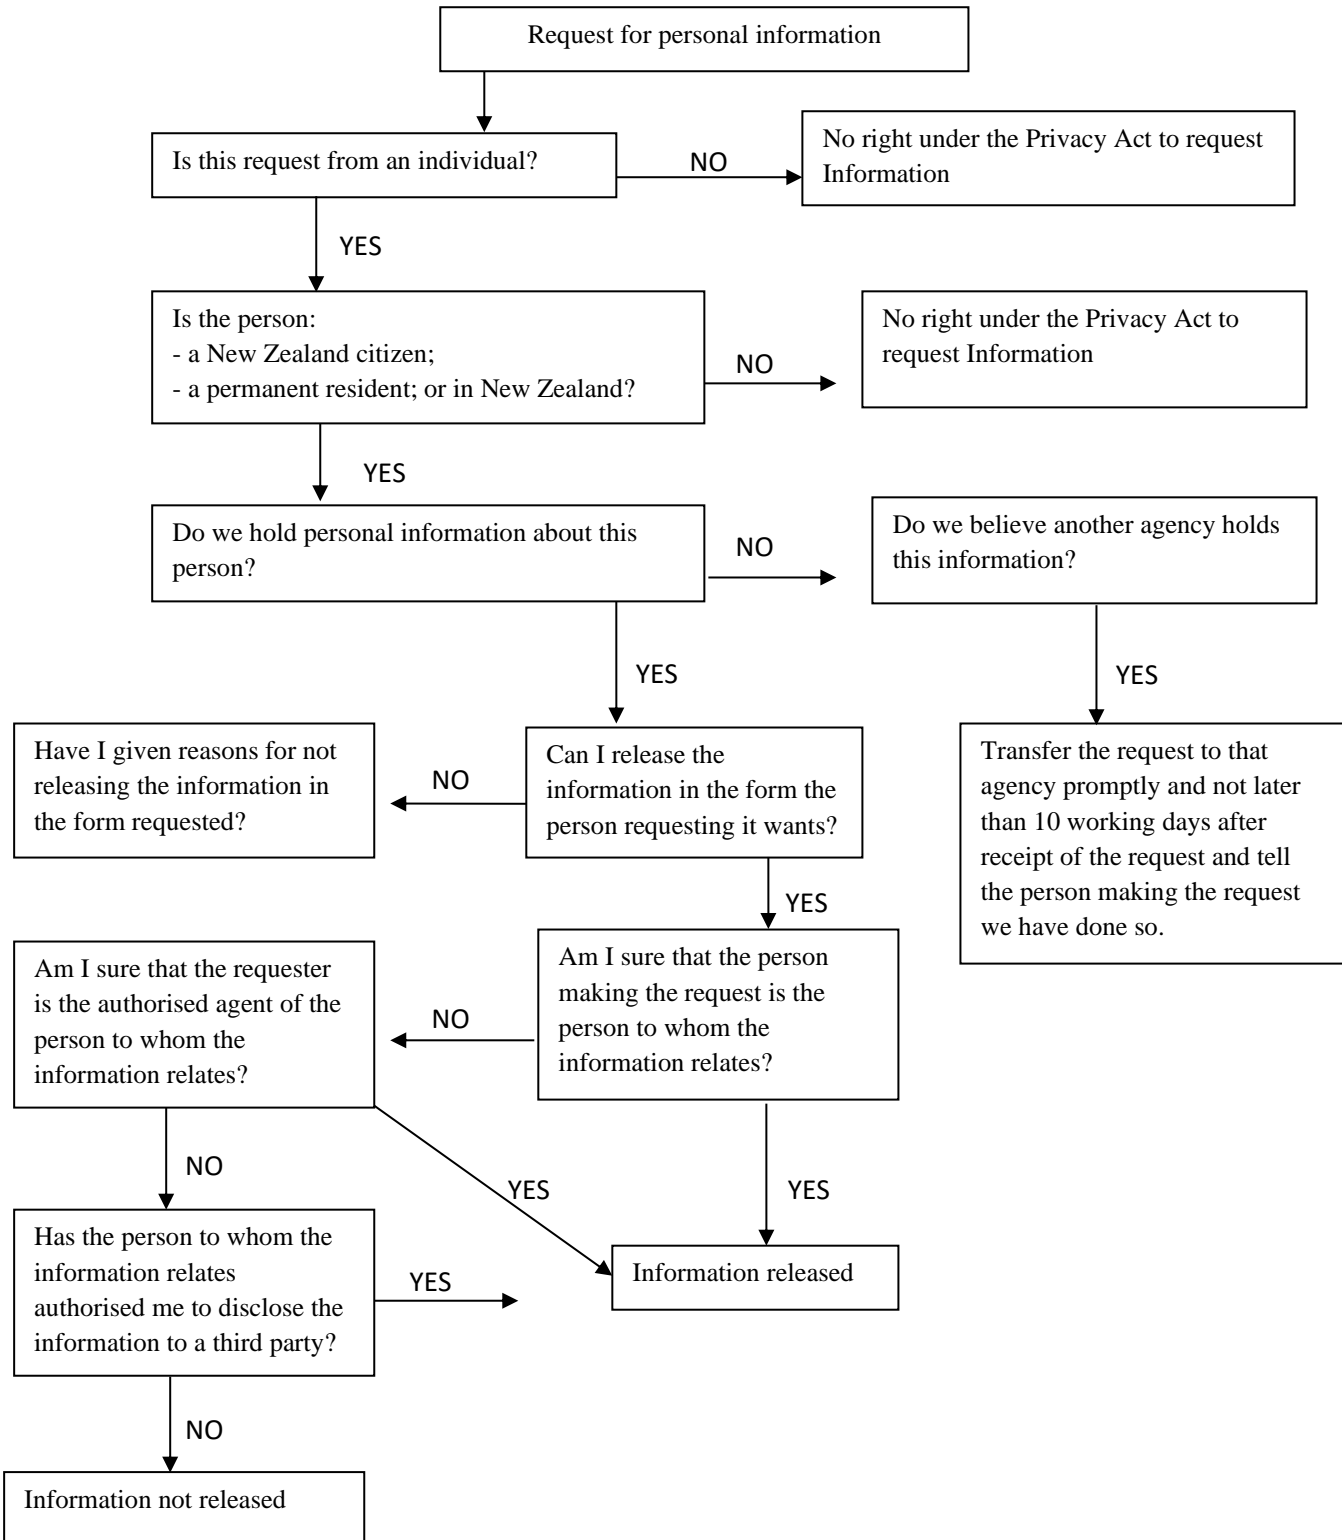 Request for personal information
Is this request from an individual?
NO
No right under the Privacy Act to request
Information
YES
Is the person:
- a New Zealand citizen;
- a permanent resident; or in New Zealand?
NO
No right under the Privacy Act to
request Information
YES
Do we hold personal information about this
person?
NO
Do we believe another agency holds
this information?
YES
YES
Have I given reasons for not
releasing the information in
the form requested?
NO
Can I release the
information in the form the
person requesting it wants?
Transfer the request to that
agency promptly and not later
than 10 working days after
receipt of the request and tell
the person making the request
we have done so.
YES
Am I sure that the requester
is the authorised agent of the
person to whom the
information relates?
NO
Am I sure that the person
making the request is the
person to whom the
information relates?
NO
YES
YES
Has the person to whom the
information relates
authorised me to disclose the
information to a third party?
YES
Information released
NO
Information not released